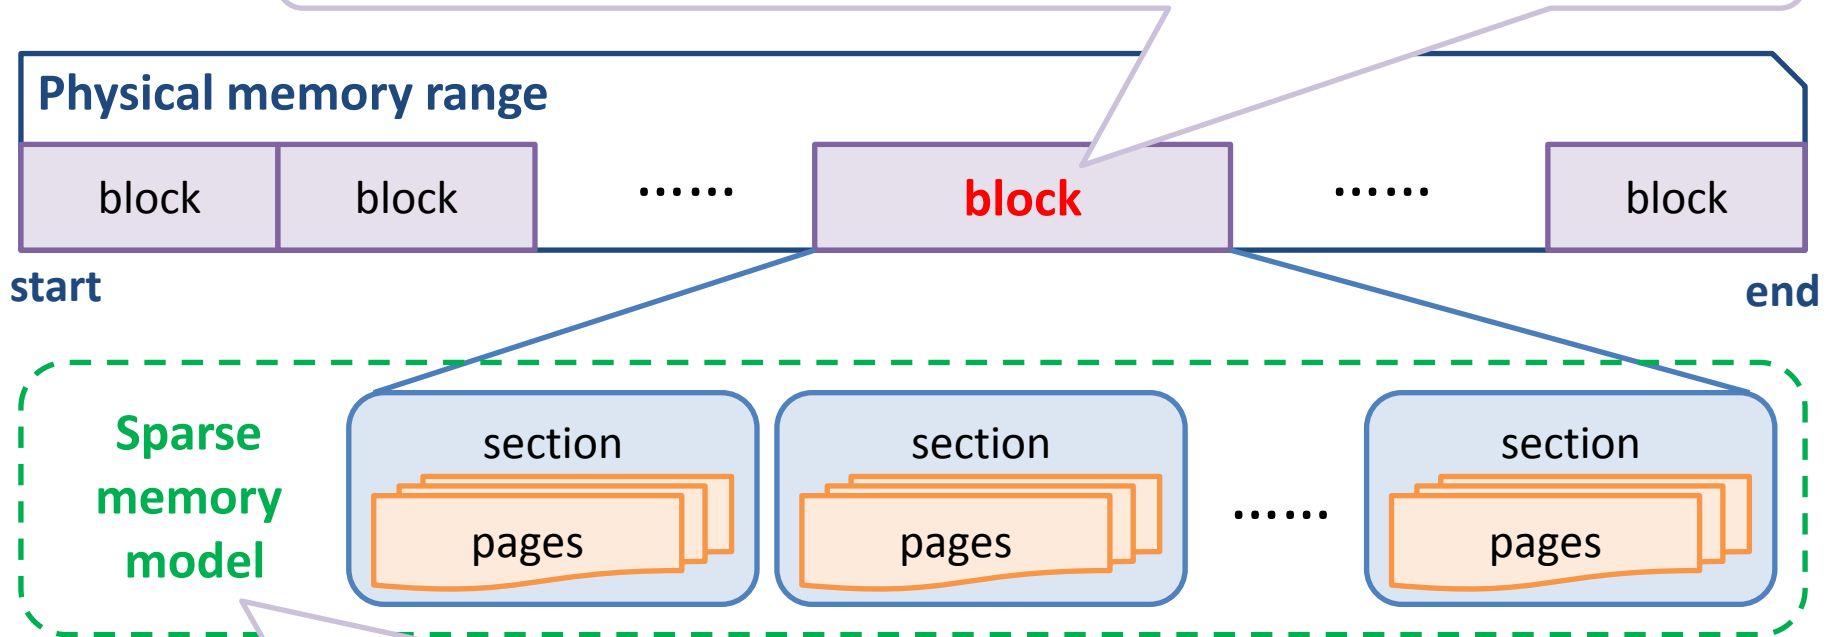 Physical memory range
block block ...... block ...... block
start end
Sparse
memory
model
section section section
pages pages ...... pages